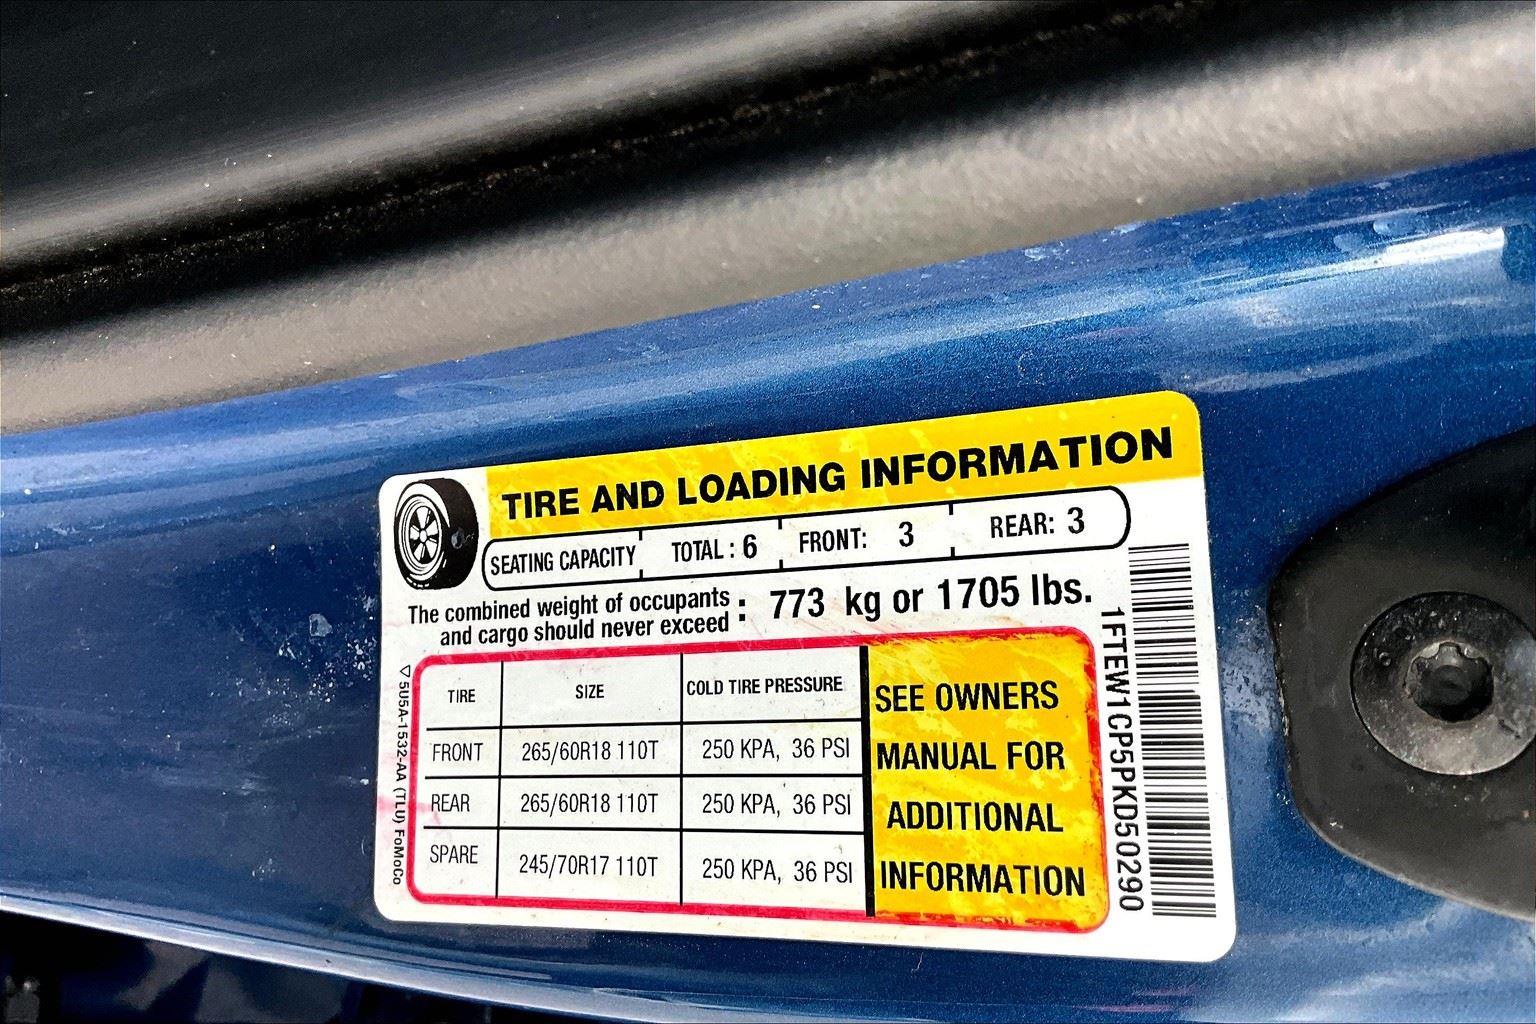 TIRE AND LOADING INFORMATION
SEATING CAPACITY TOTAL : 6 FRONT: 3 REAR: 3
The combined weight of occupants
and cargo should never exceed : 773 kg or 1705 lbs.
TIRE SIZE COLD TIRE PRESSURE
FRONT 265/60R18 110T 250 KPA, 36 PSI
REAR 265/60R18 110T 250 KPA, 36 PSI
SPARE 245/70R17 110T 250 KPA, 36 PSI
SEE OWNERS
MANUAL FOR
ADDITIONAL
INFORMATION
5U5A-1532-AA (TLU) FoMoCo
1FTEW1CP5PKD50290